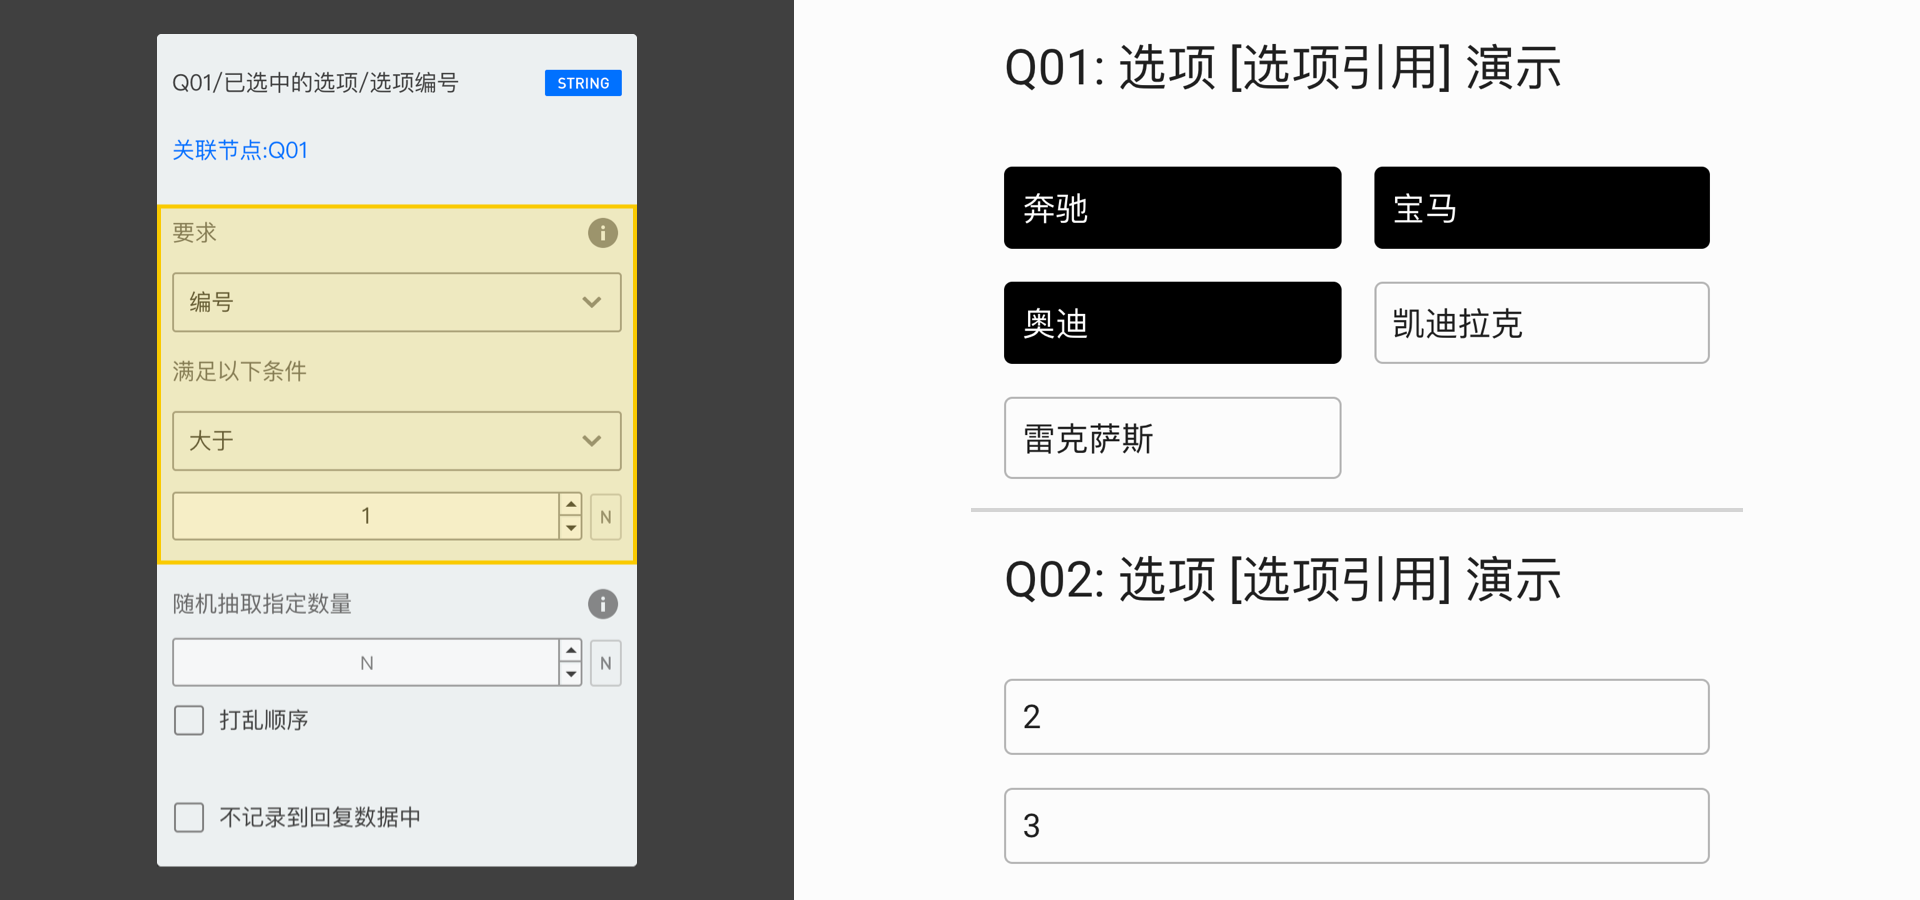 Q01/已选中的选项/选项编号
STRING
关联节点:Q01
要求
编号
满足以下条件
大于
1
N
随机抽取指定数量
N
N
打乱顺序
不记录到回复数据中
Q01: 选项 [选项引用] 演示
奔驰
宝马
奥迪
凯迪拉克
雷克萨斯
Q02: 选项 [选项引用] 演示
2
3